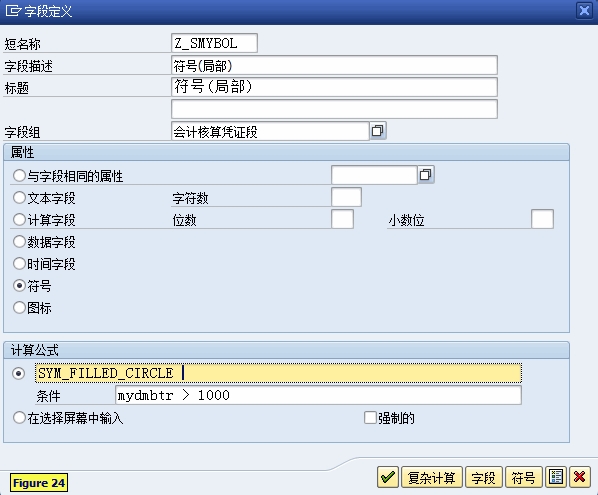 字段定义
短名称 Z_SMYBOL
字段描述 符号(局部)
标题 符号(局部)
字段组 会计核算凭证段
属性
与字段相同的属性
文本字段 字符数
计算字段 位数 小数位
数据字段
时间字段
符号
图标
计算公式
SYM_FILLED_CIRCLE
条件 mydmbtr > 1000
在选择屏幕中输入 强制的
Figure 24 复杂计算 字段 符号